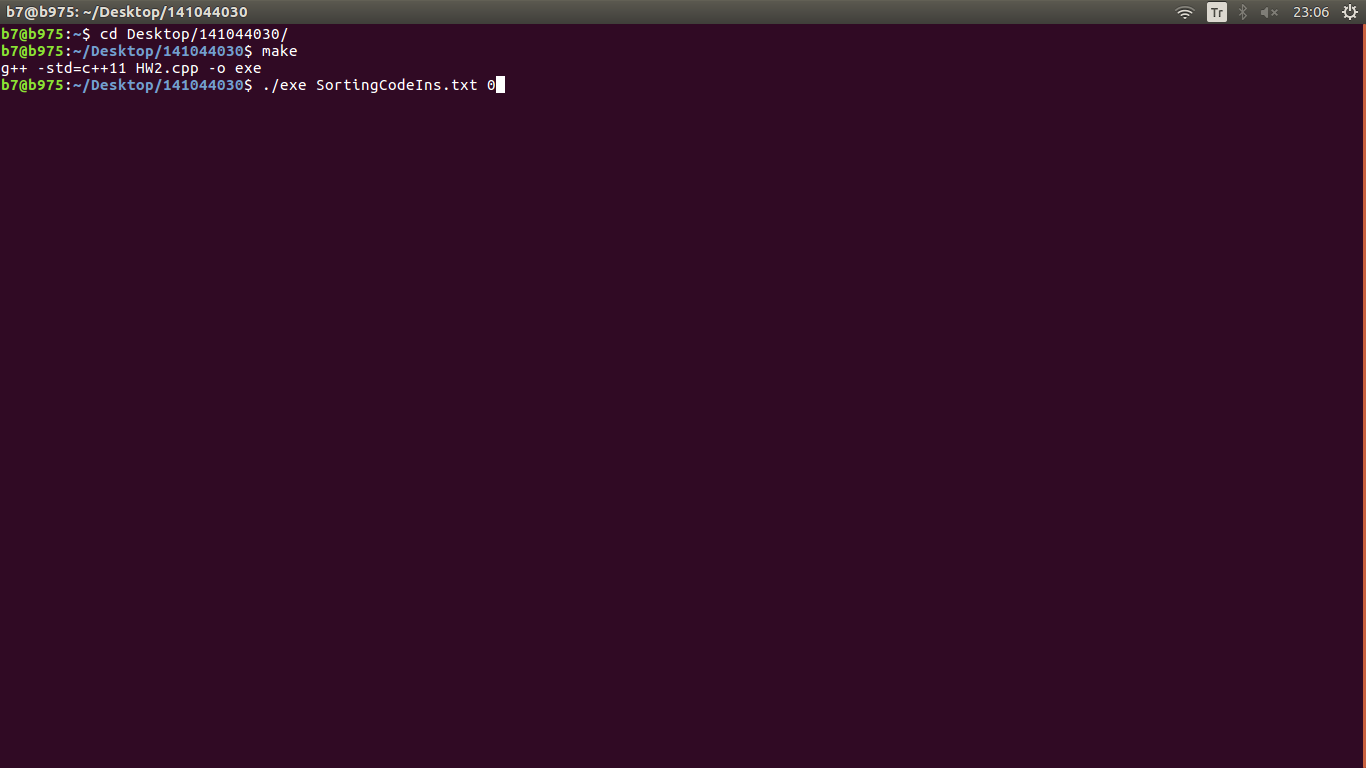 b7@b975: ~/Desktop/141044030
Tr
23:06
b7@b975:~$ cd Desktop/141044030/
b7@b975:~/Desktop/141044030$ make
g++ -std=c++11 HW2.cpp -o exe
b7@b975:~/Desktop/141044030$ ./exe SortingCodeIns.txt 0